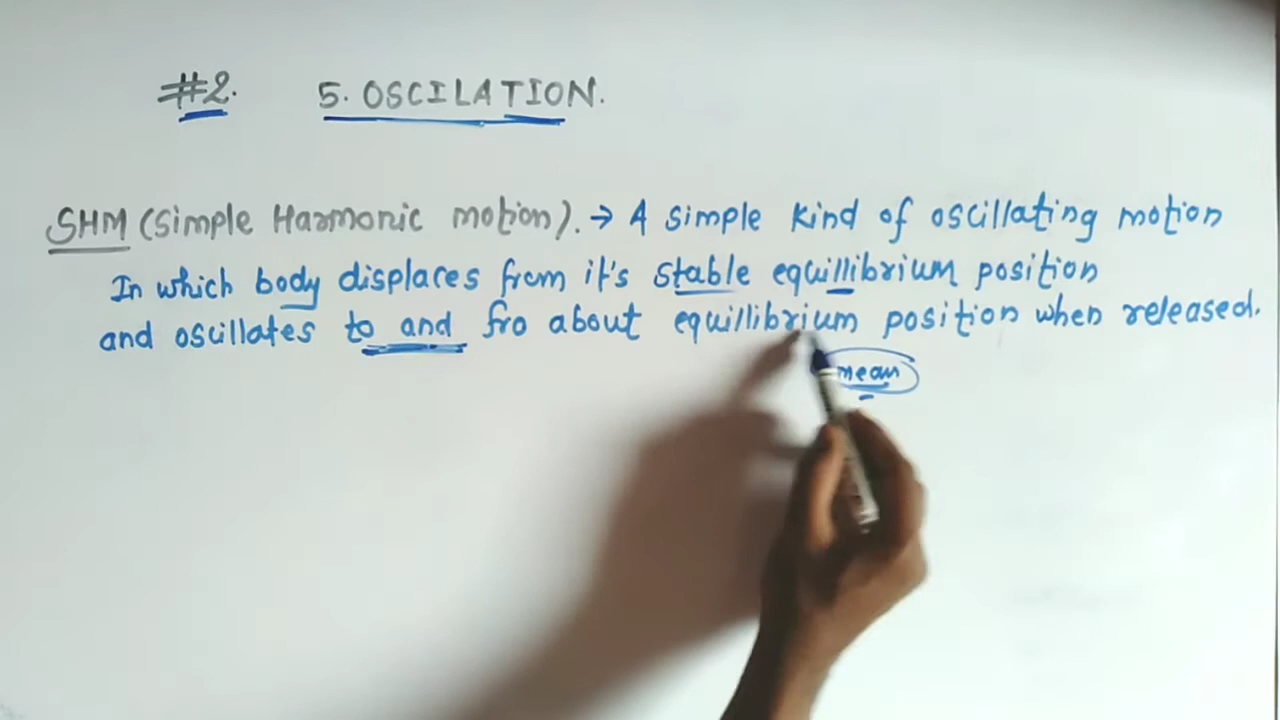 #2. 5. OSCILATION.
SHM (Simple Harmonic motion). → A simple kind of oscillating motion
In which body displaces from it's stable equillibrium position
and oscillates to and fro about equillibrium position when released.
mean